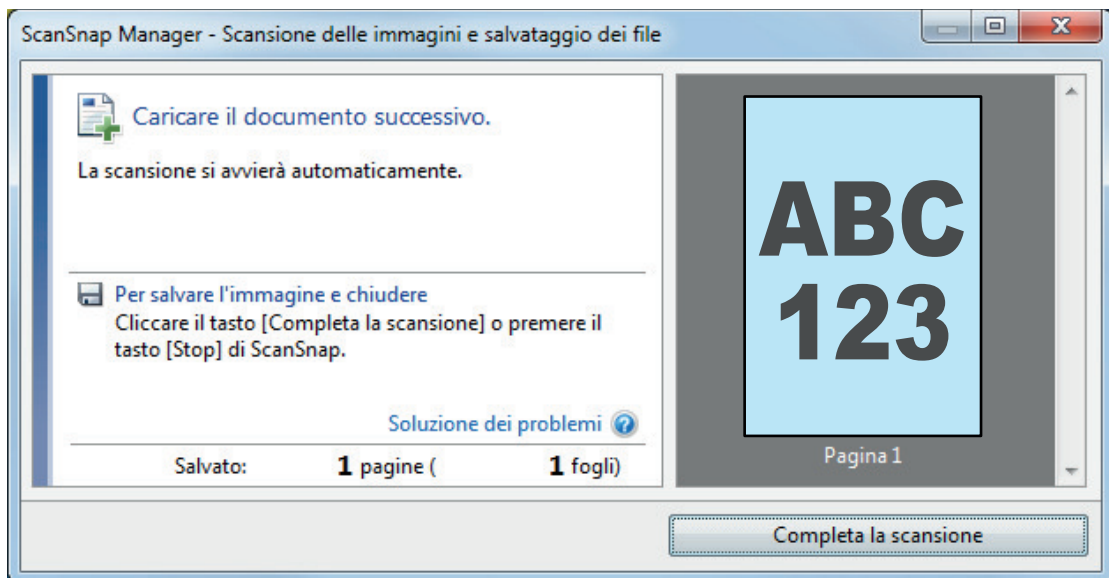 ScanSnap Manager - Scansione delle immagini e salvataggio dei file
Caricare il documento successivo.
La scansione si avvierà automaticamente.
Per salvare l'immagine e chiudere
Cliccare il tasto [Completa la scansione] o premere il
tasto [Stop] di ScanSnap.
Soluzione dei problemi
Salvato: 1 pagine ( 1 fogli)
ABC
123
Pagina 1
Completa la scansione